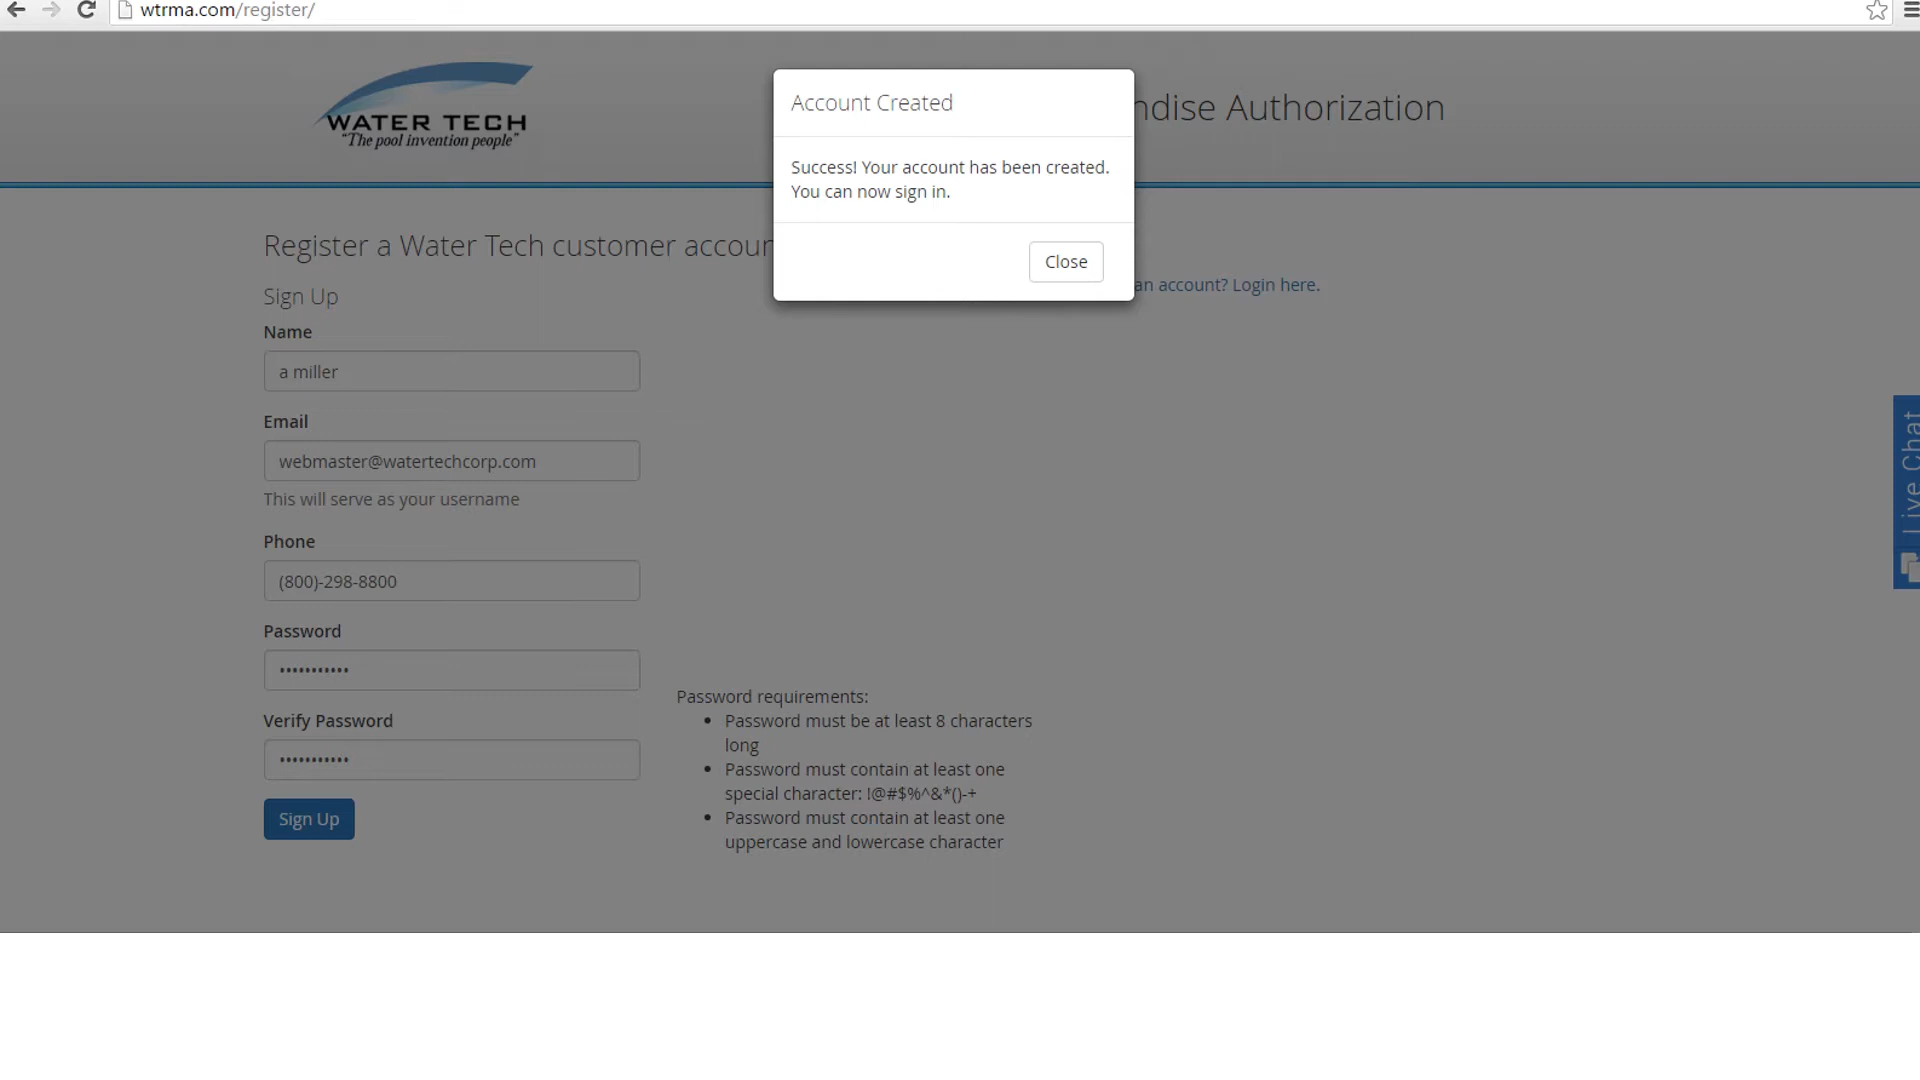 wtrma.com/register/
WATER TECH
"The pool invention people"
Authorization
Account Created
Success! Your account has been created.
You can now sign in.
Close
Register a Water Tech customer
an account? Login here.
Sign Up
Name
a miller
Email
webmaster@watertechcorp.com
This will serve as your username
Phone
(800)-298-8800
Password
•••••••••••
Verify Password
•••••••••••
Sign Up
Password requirements:
• Password must be at least 8 characters
long
• Password must contain at least one
special character: !@#$%^&*()-+
• Password must contain at least one
uppercase and lowercase character
Live Chat